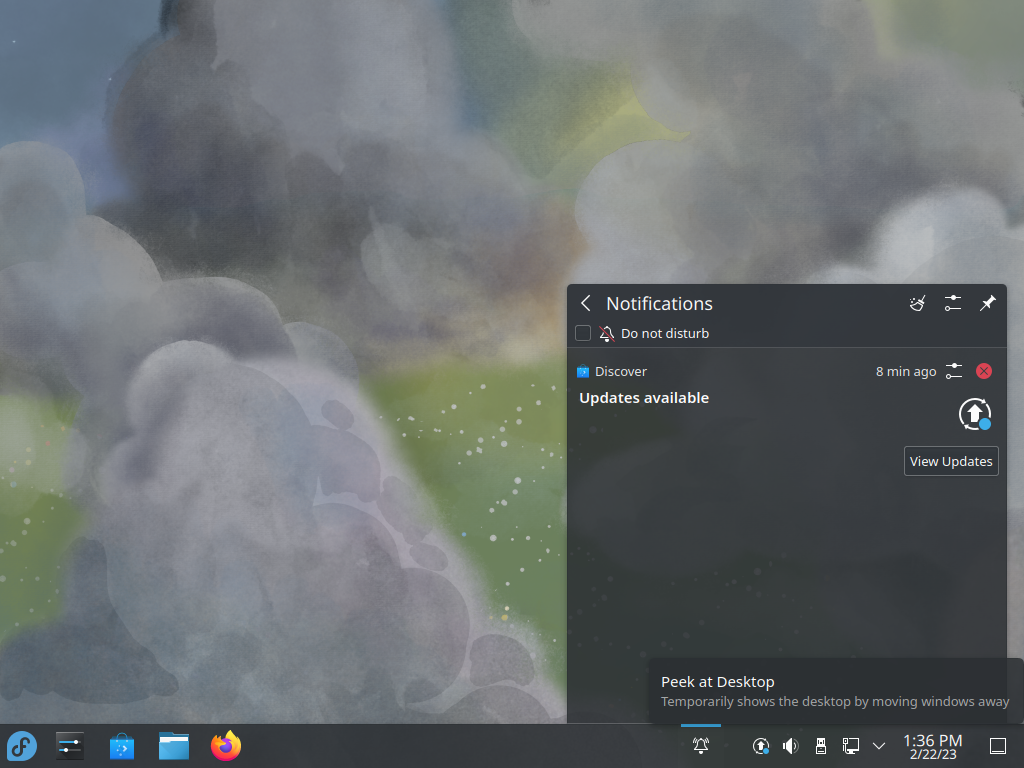 Notifications
Do not disturb
Discover
8 min ago
Updates available
View Updates
Peek at Desktop
Temporarily shows the desktop by moving windows away
1:36 PM
2/22/23